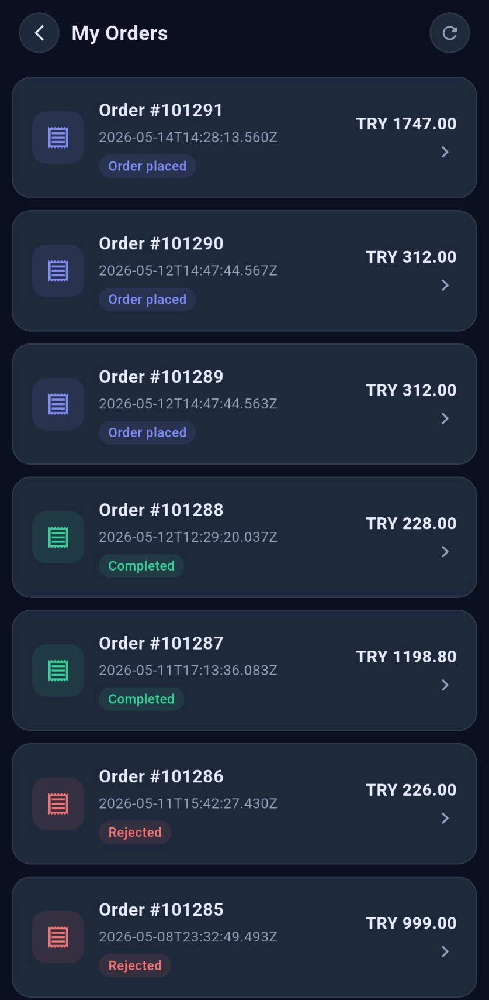 My Orders
Order #101291
2026-05-14T14:28:13.560Z
Order placed
TRY 1747.00
Order #101290
2026-05-12T14:47:44.567Z
Order placed
TRY 312.00
Order #101289
2026-05-12T14:47:44.563Z
Order placed
TRY 312.00
Order #101288
2026-05-12T12:29:20.037Z
Completed
TRY 228.00
Order #101287
2026-05-11T17:13:36.083Z
Completed
TRY 1198.80
Order #101286
2026-05-11T15:42:27.430Z
Rejected
TRY 226.00
Order #101285
2026-05-08T23:32:49.493Z
Rejected
TRY 999.00